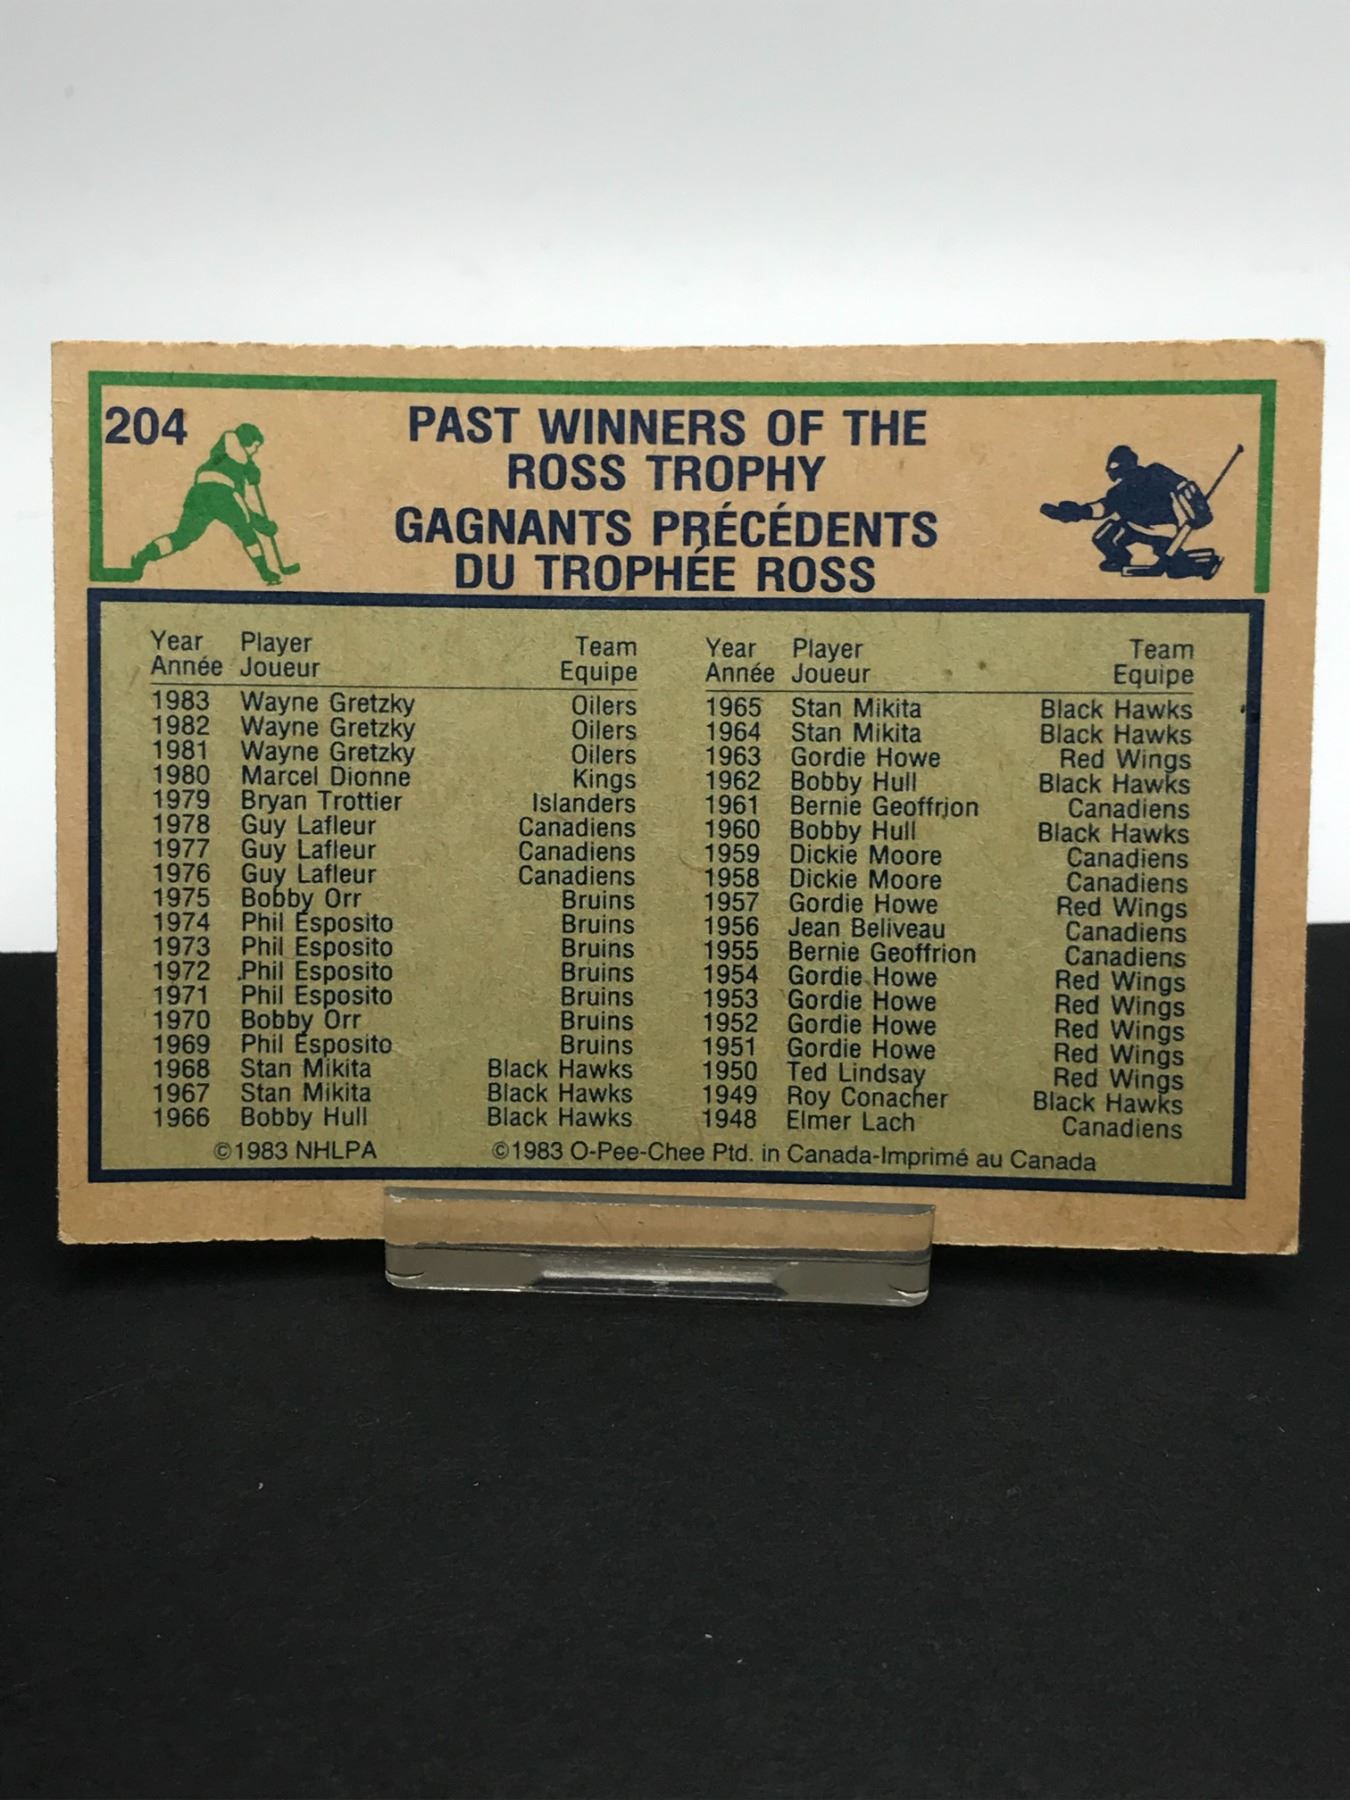 204
PAST WINNERS OF THE
ROSS TROPHY
GAGNANTS PRÉCÉDENTS
DU TROPHÉE ROSS
Year Player Team
Année Joueur Equipe
1983 Wayne Gretzky Oilers
1982 Wayne Gretzky Oilers
1981 Wayne Gretzky Oilers
1980 Marcel Dionne Kings
1979 Bryan Trottier Islanders
1978 Guy Lafleur Canadiens
1977 Guy Lafleur Canadiens
1976 Guy Lafleur Canadiens
1975 Bobby Orr Bruins
1974 Phil Esposito Bruins
1973 Phil Esposito Bruins
1972 Phil Esposito Bruins
1971 Phil Esposito Bruins
1970 Bobby Orr Bruins
1969 Phil Esposito Bruins
1968 Stan Mikita Black Hawks
1967 Stan Mikita Black Hawks
1966 Bobby Hull Black Hawks
Year Player Team
Année Joueur Equipe
1965 Stan Mikita Black Hawks
1964 Stan Mikita Black Hawks
1963 Gordie Howe Red Wings
1962 Bobby Hull Black Hawks
1961 Bernie Geoffrion Canadiens
1960 Bobby Hull Black Hawks
1959 Dickie Moore Canadiens
1958 Dickie Moore Canadiens
1957 Gordie Howe Red Wings
1956 Jean Beliveau Canadiens
1955 Bernie Geoffrion Canadiens
1954 Gordie Howe Red Wings
1953 Gordie Howe Red Wings
1952 Gordie Howe Red Wings
1951 Gordie Howe Red Wings
1950 Ted Lindsay Red Wings
1949 Roy Conacher Black Hawks
1948 Elmer Lach Canadiens
©1983 NHLPA ©1983 O-Pee-Chee Ptd. in Canada-Imprimé au Canada